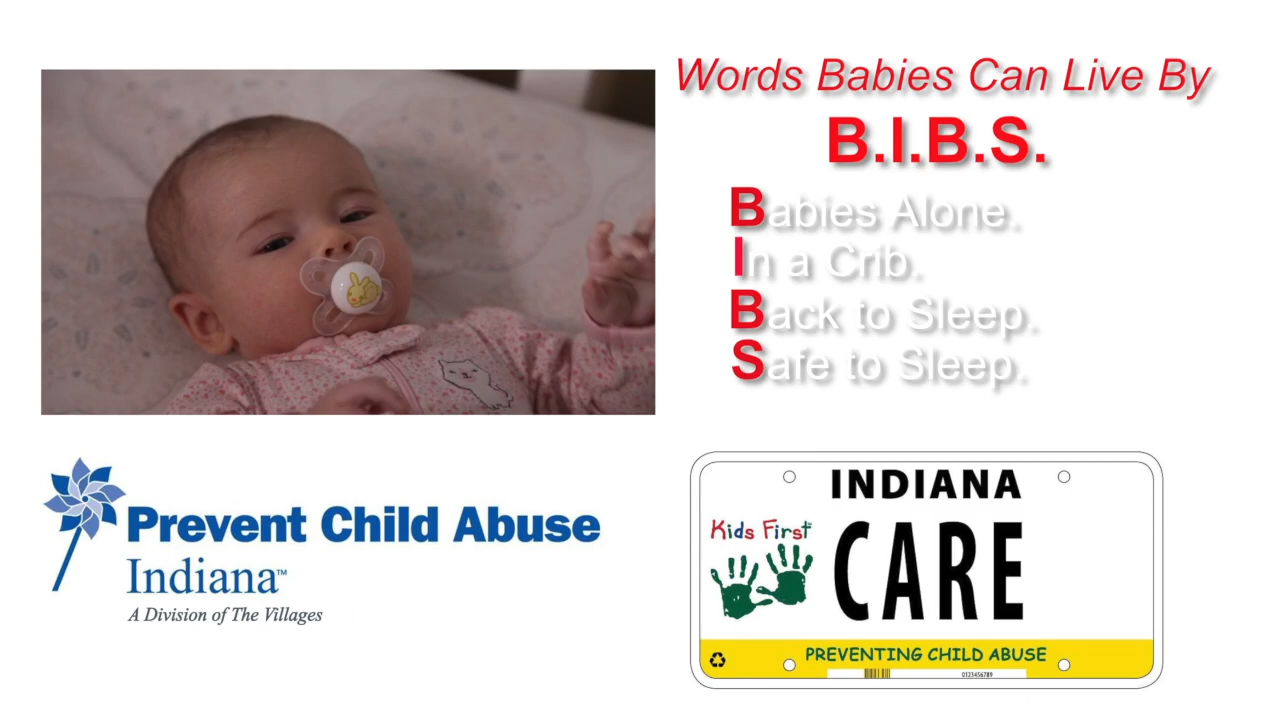 Words Babies Can Live By
B.I.B.S.
Babies Alone.
In a Crib.
Back to Sleep.
Safe to Sleep.
Prevent Child Abuse
Indiana™
A Division of The Villages
INDIANA
Kids First
CARE
PREVENTING CHILD ABUSE
0123456789